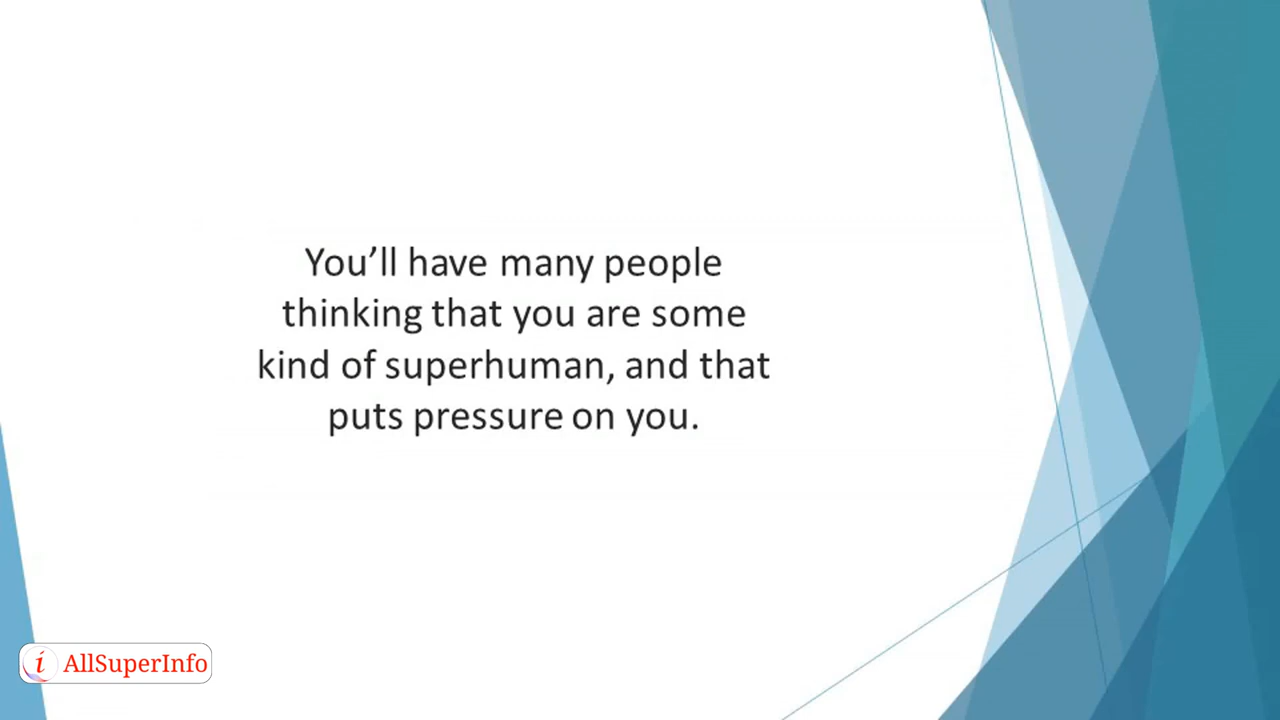 You’ll have many people
thinking that you are some
kind of superhuman, and that
puts pressure on you.
i AllSuperInfo